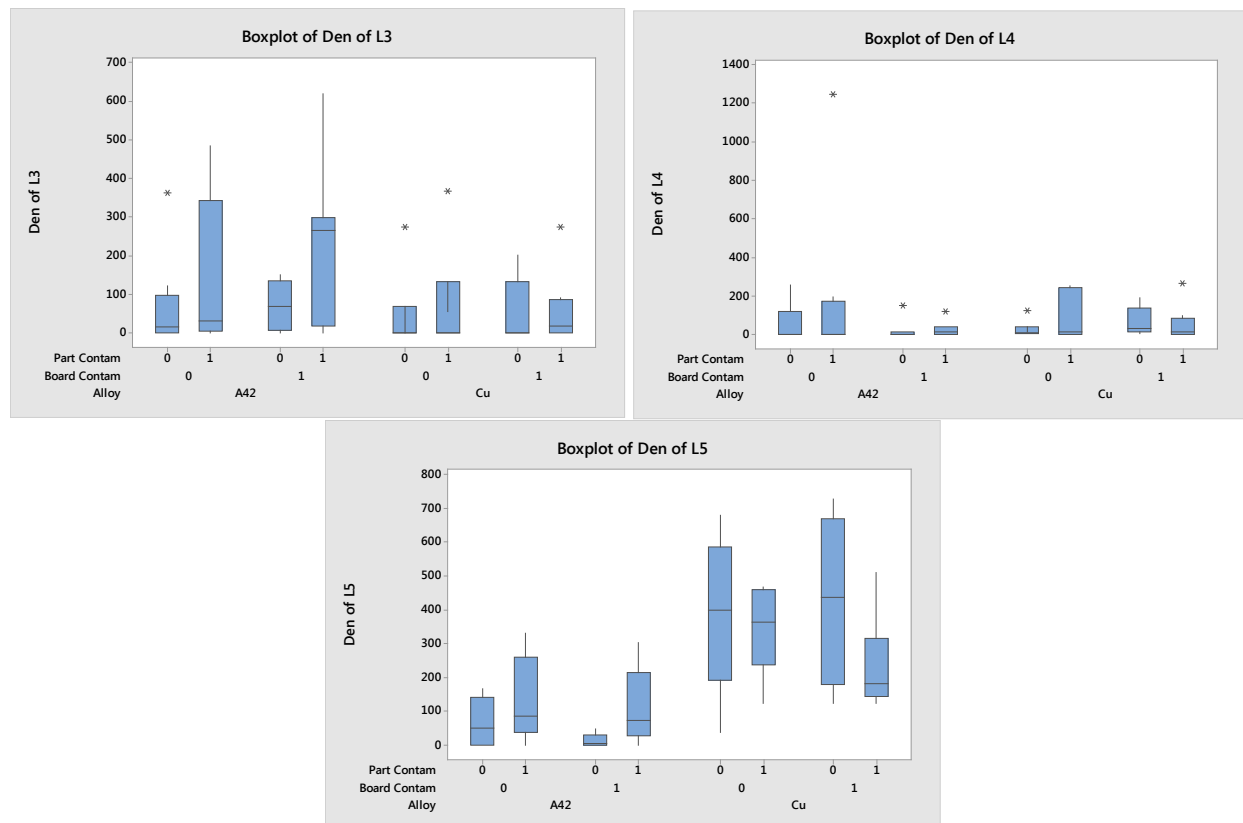 Boxplot of Den of L3
Den of L3
700
600
500
400
300
200
100
0
Part Contam 0 1 0 1 0 1 0 1
Board Contam 0 1 0 1
Alloy A42 Cu
Boxplot of Den of L4
Den of L4
1400
1200
1000
800
600
400
200
0
Part Contam 0 1 0 1 0 1 0 1
Board Contam 0 1 0 1
Alloy A42 Cu
Boxplot of Den of L5
Den of L5
800
700
600
500
400
300
200
100
0
Part Contam 0 1 0 1 0 1 0 1
Board Contam 0 1 0 1
Alloy A42 Cu